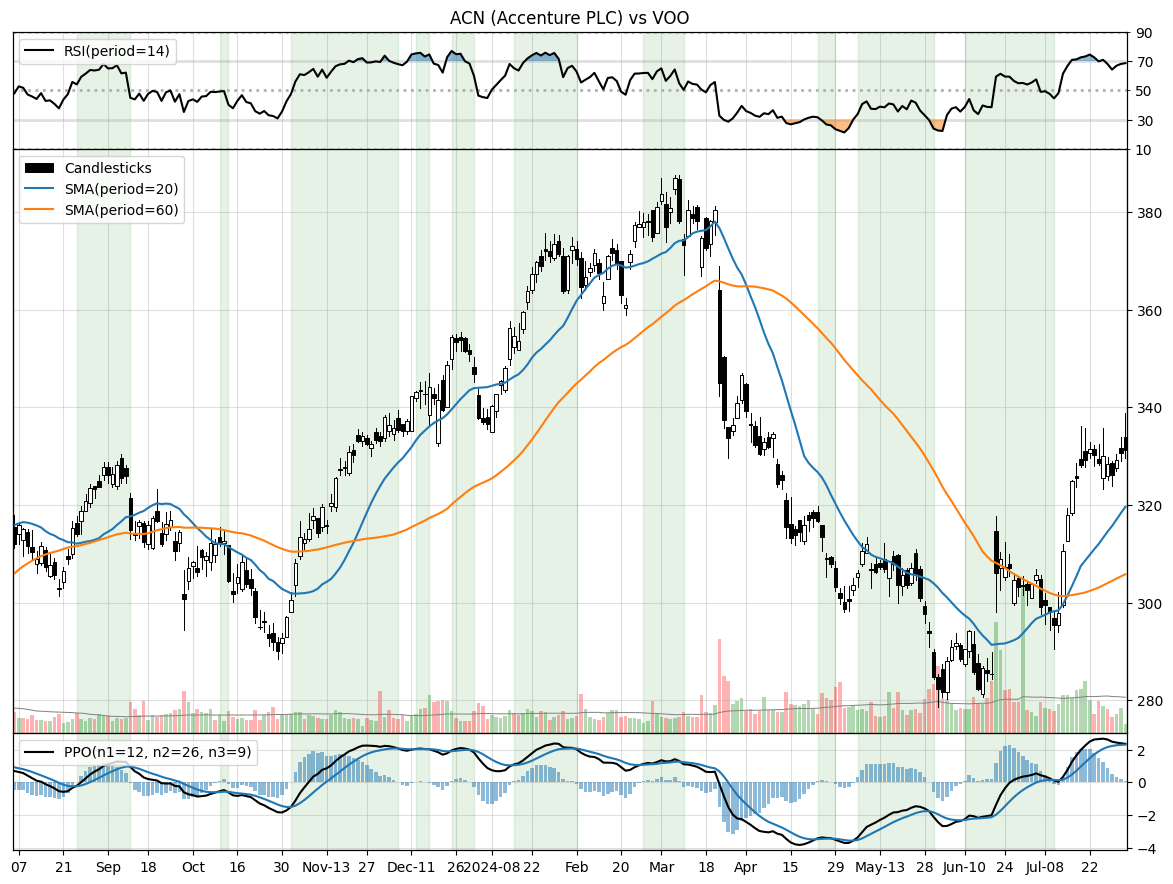 ACN (Accenture PLC) vs VOO
RSI(period=14)
90
70
50
30
10
Candlesticks
SMA(period=20)
SMA(period=60)
380
360
340
320
300
280
PPO(n1=12, n2=26, n3=9)
2
0
−2
−4
07 21 Sep 18 Oct 16 30 Nov-13 27 Dec-11 26 2024-08 22 Feb 20 Mar 18 Apr 15 29 May-13 28 Jun-10 24 Jul-08 22